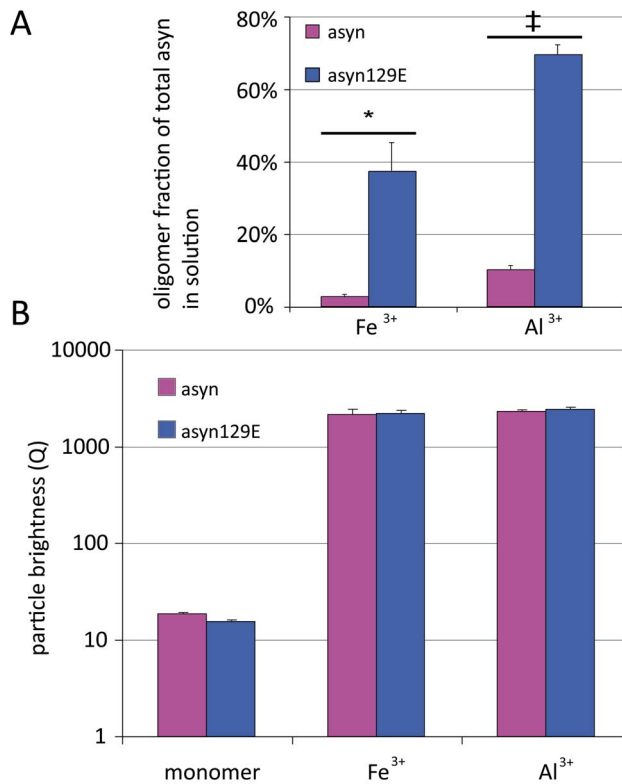 A
oligomer fraction of total asyn
in solution
80%
60%
40%
20%
0%
asyn
asyn129E
*
‡
Fe 3+
Al 3+
B
particle brightness (Q)
10000
1000
100
10
1
asyn
asyn129E
monomer
Fe 3+
Al 3+